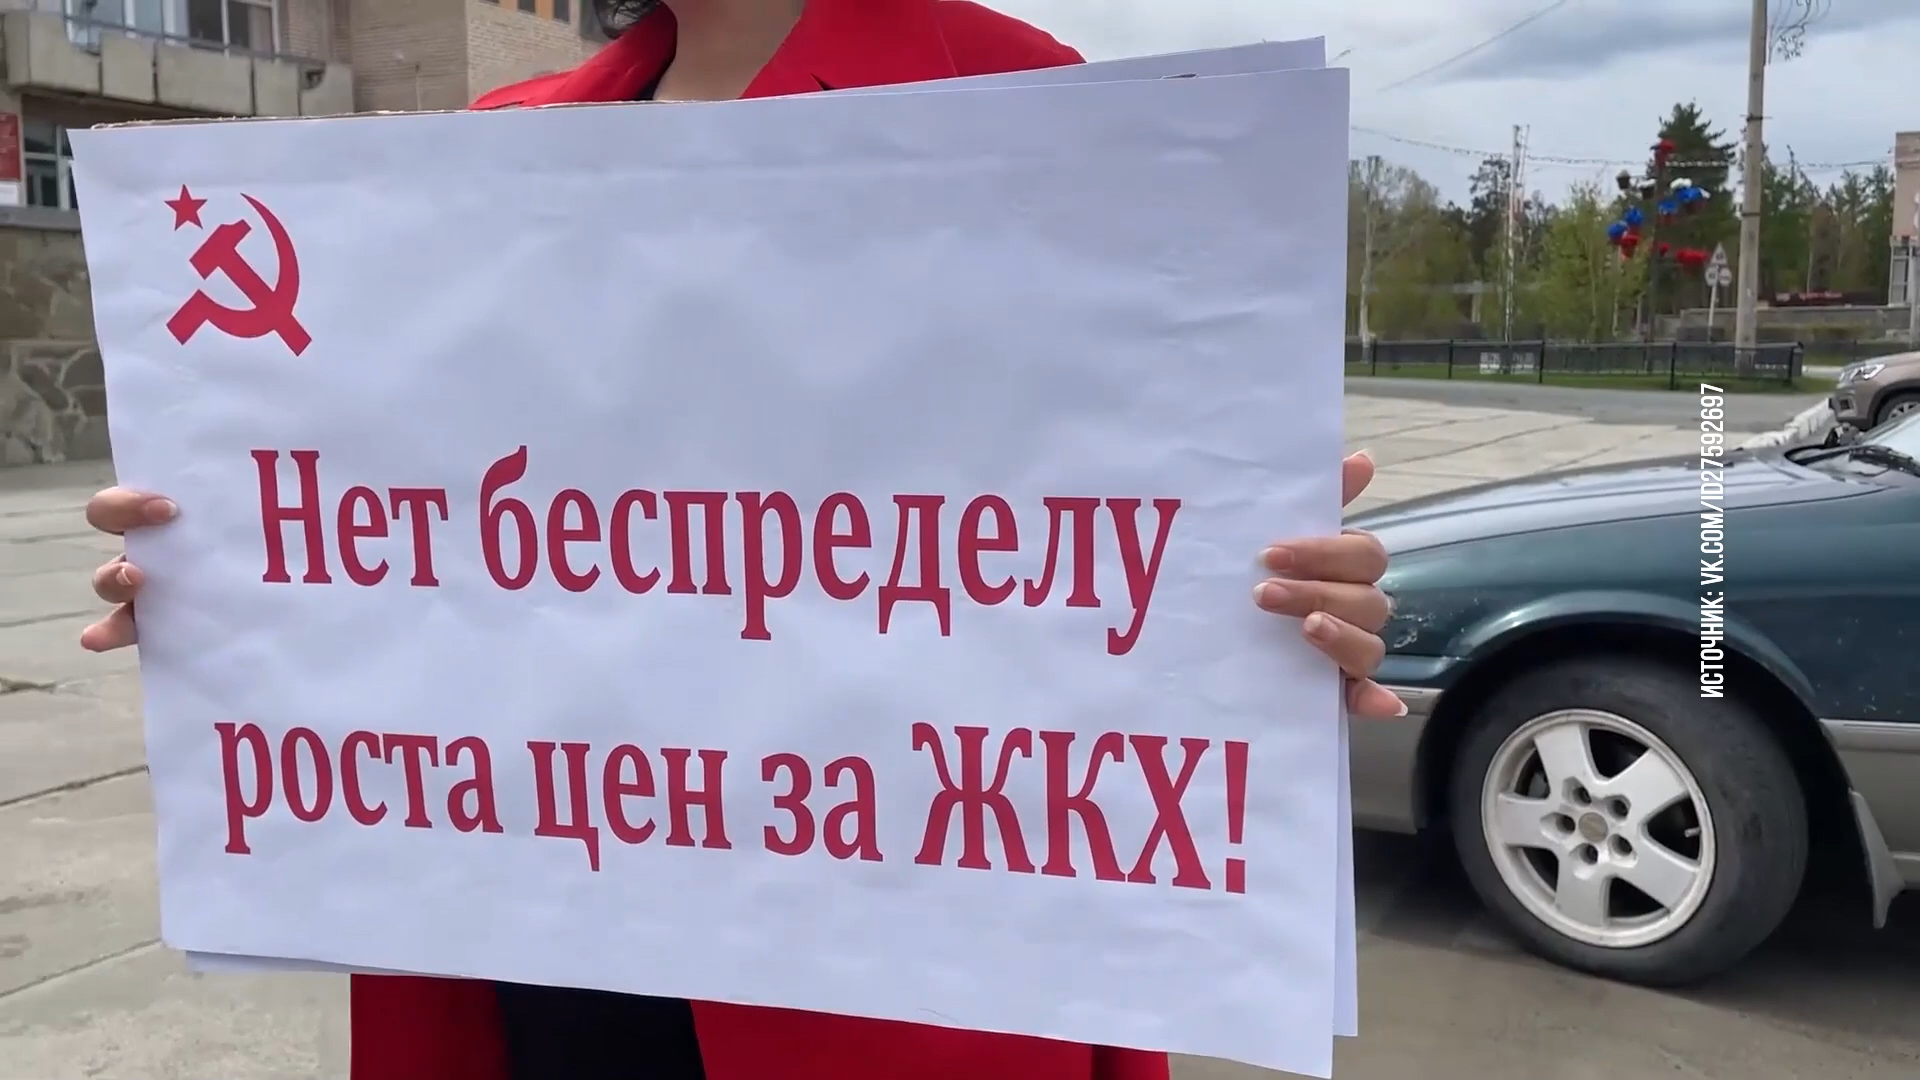 Нет беспределу
роста цен за ЖКХ!
ИСТОЧНИК: VK.COM/ID27592697